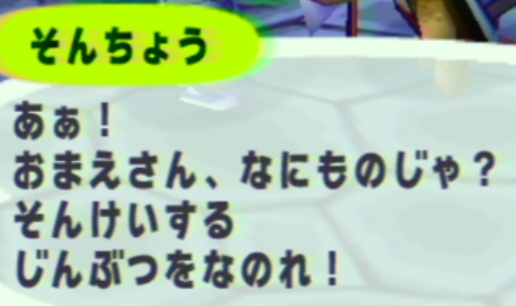 そんちょう
あぁ！
おまえさん、なにものじゃ？
そんけいする
じんぶつをなのれ！